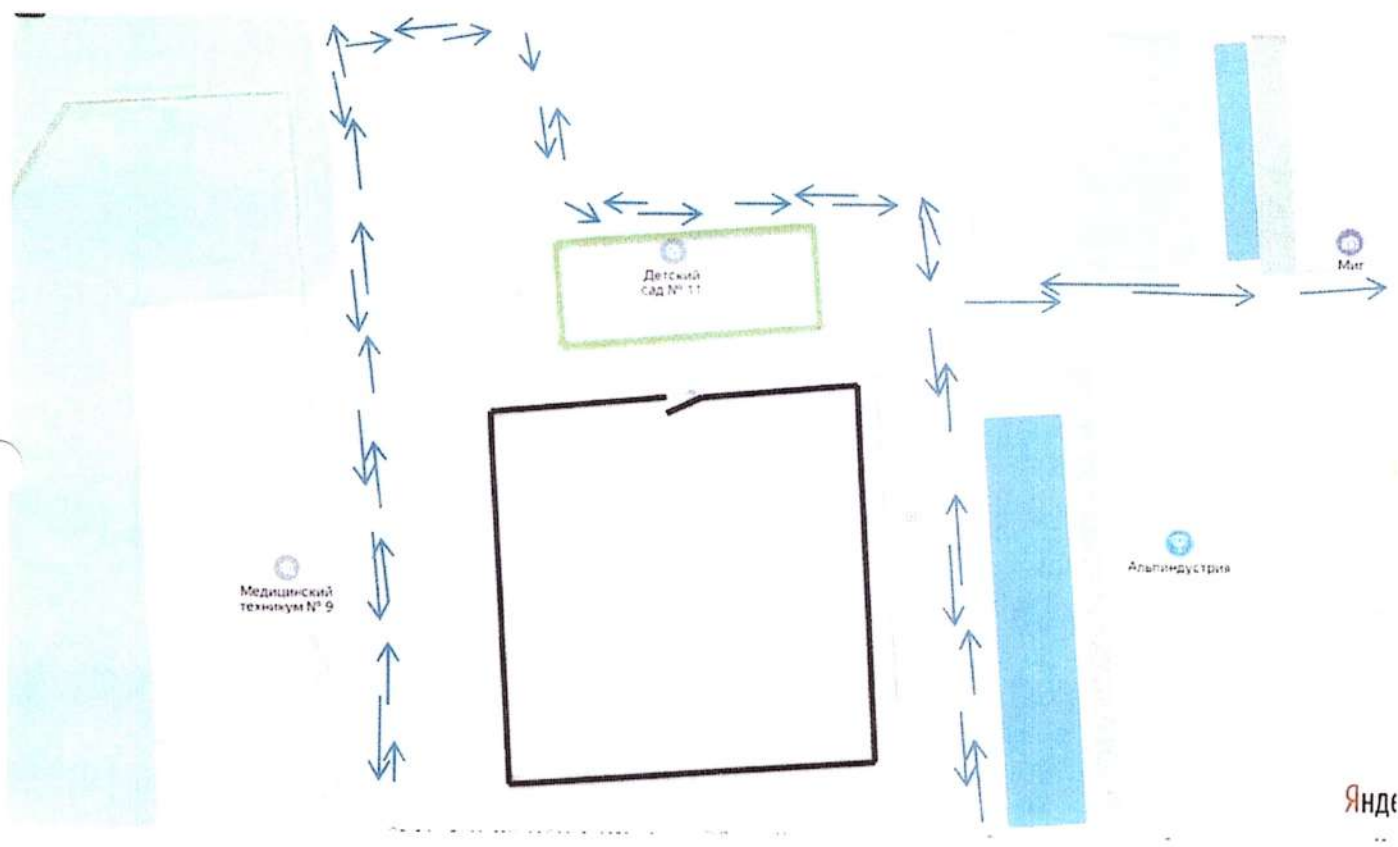 Детский
сад № 11
Миг
Альпиндустрия
Медицинский
техникум № 9
Янде